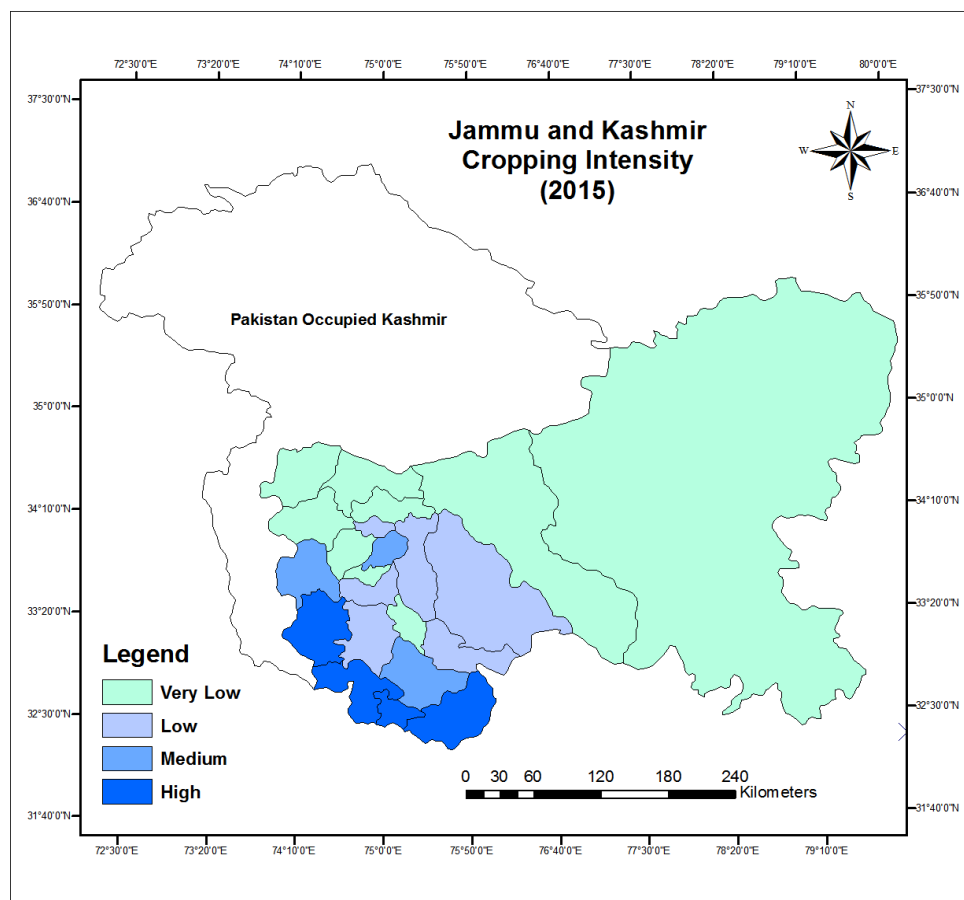 72°30'0"E 73°20'0"E 74°10'0"E 75°0'0"E 75°50'0"E 76°40'0"E 77°30'0"E 78°20'0"E 79°10'0"E 80°0'0"E
37°30'0"N 37°30'0"N
Jammu and Kashmir
Cropping Intensity
(2015)
N
W E
S
36°40'0"N 36°40'0"N
35°50'0"N 35°50'0"N
Pakistan Occupied Kashmir
35°0'0"N 35°0'0"N
34°10'0"N 34°10'0"N
33°20'0"N 33°20'0"N
Legend
Very Low
Low
Medium
High
32°30'0"N 32°30'0"N
0 30 60 120 180 240
Kilometers
31°40'0"N 31°40'0"N
72°30'0"E 73°20'0"E 74°10'0"E 75°0'0"E 75°50'0"E 76°40'0"E 77°30'0"E 78°20'0"E 79°10'0"E